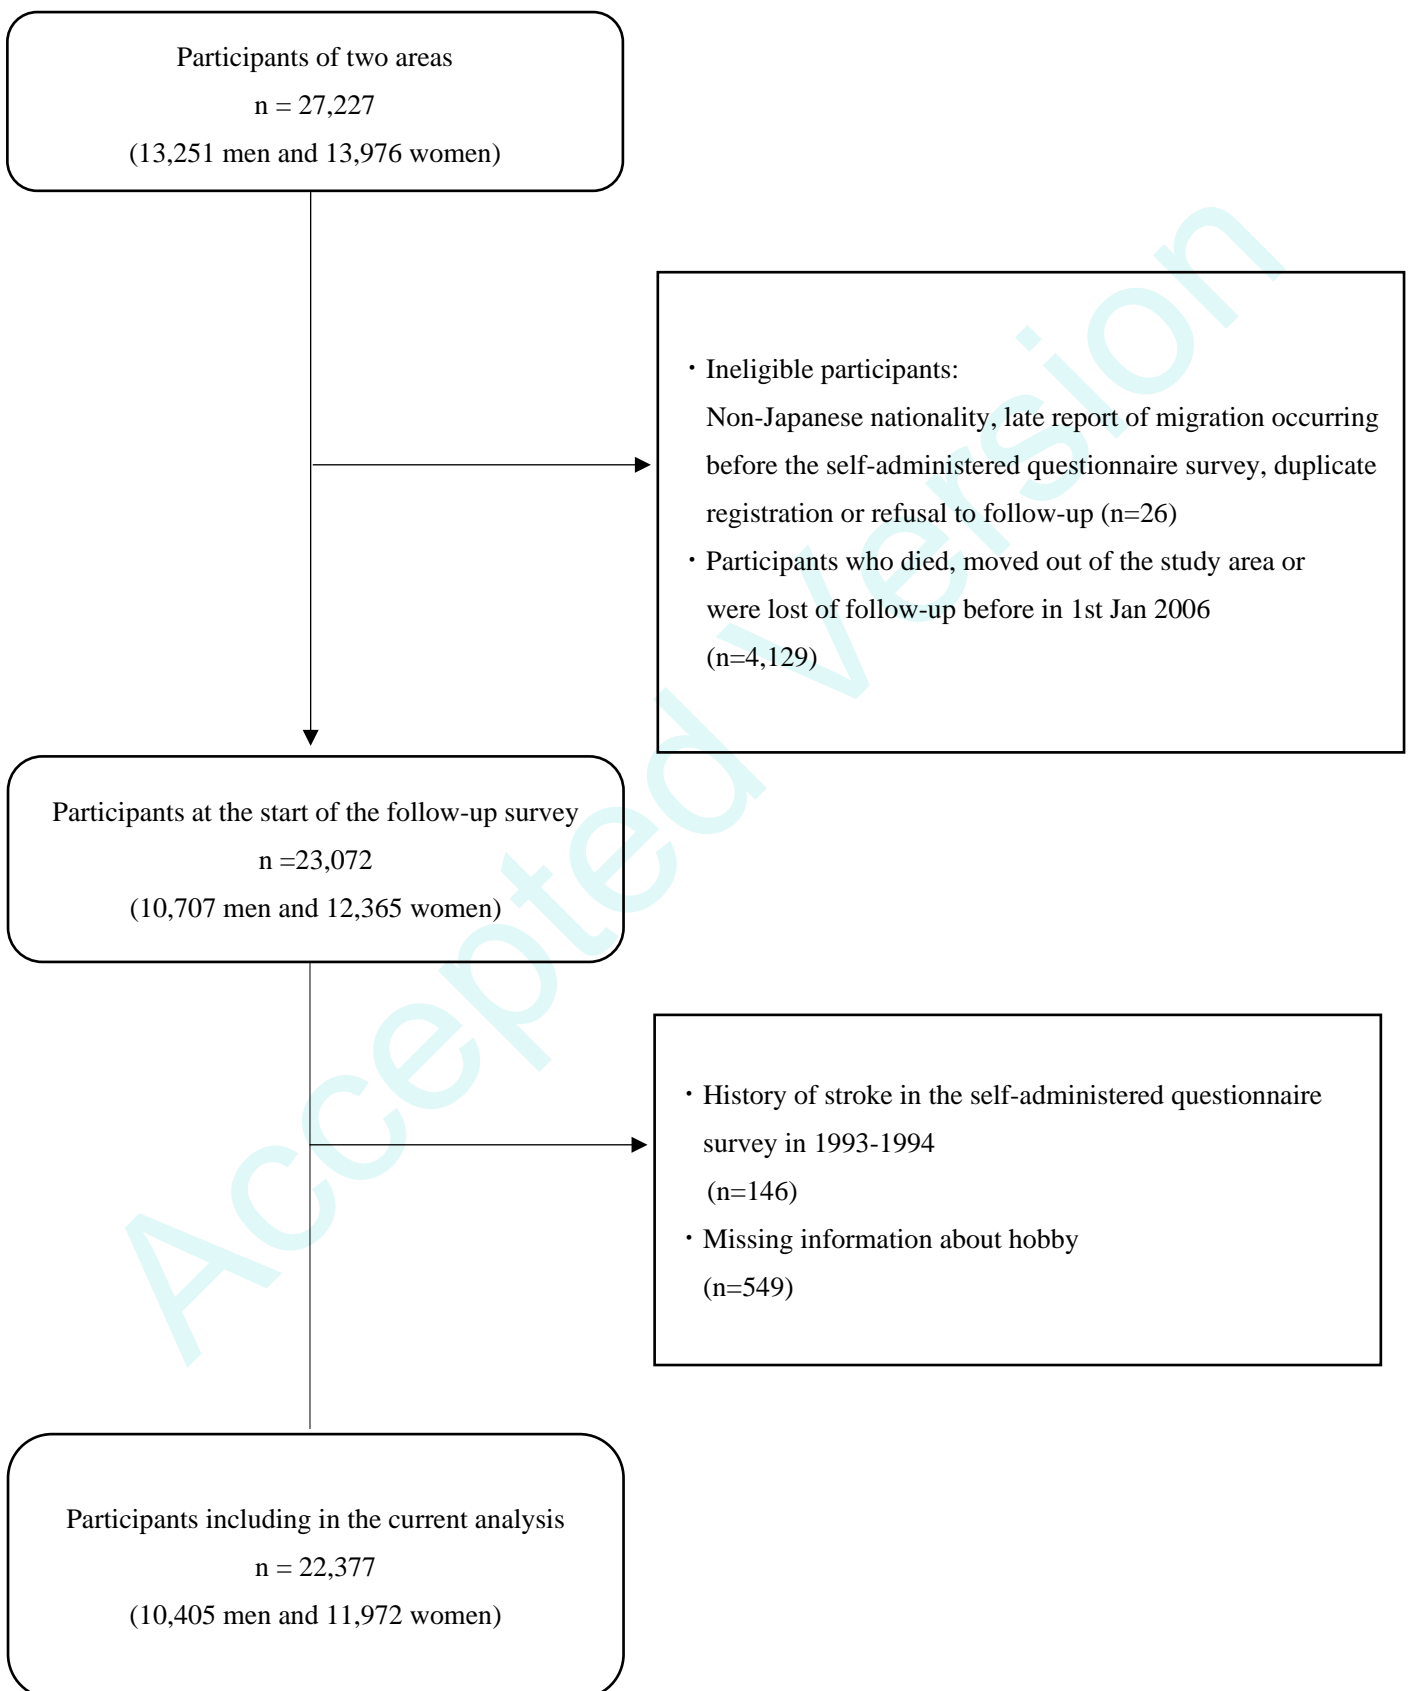 Participants of two areas
n = 27,227
(13,251 men and 13,976 women)
・Ineligible participants:
Non-Japanese nationality, late report of migration occurring
before the self-administered questionnaire survey, duplicate
registration or refusal to follow-up (n=26)
・Participants who died, moved out of the study area or
were lost of follow-up before in 1st Jan 2006
(n=4,129)
Participants at the start of the follow-up survey
n =23,072
(10,707 men and 12,365 women)
・History of stroke in the self-administered questionnaire
survey in 1993-1994
(n=146)
・Missing information about hobby
(n=549)
Participants including in the current analysis
n = 22,377
(10,405 men and 11,972 women)
Accepted Version